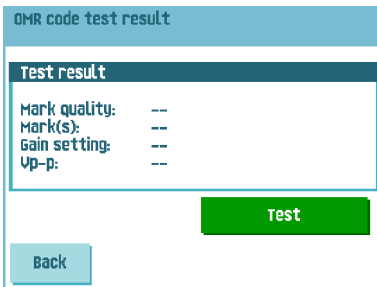 OMR code test result
Test result
Mark quality: --
Mark(s): --
Gain setting: --
Vp-p: --
Test
Back